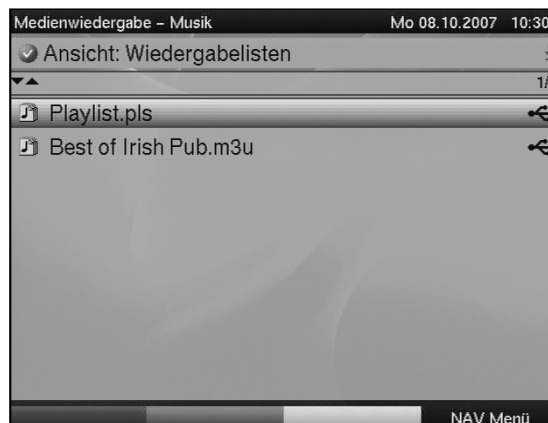 Medienwiedergabe – Musik Mo 08.10.2007 10:30
Ansicht: Wiedergabelisten
1/
Playlist.pls
Best of Irish Pub.m3u
NAV Menü